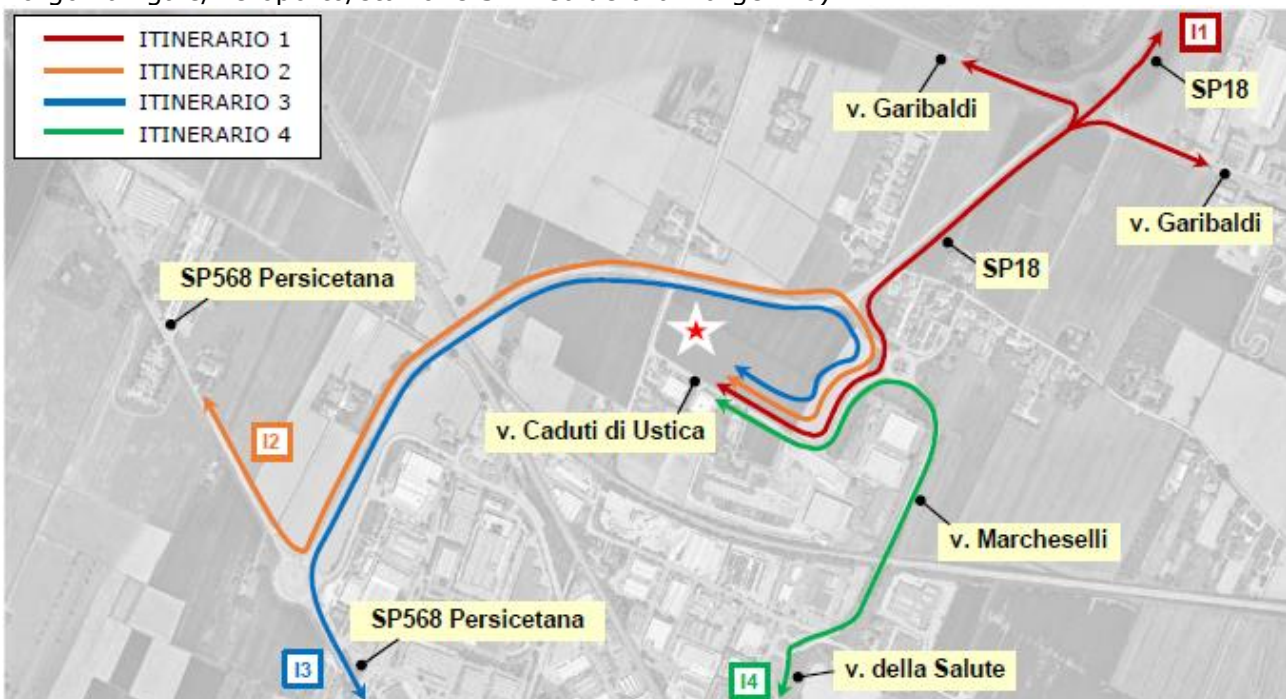 ITINERARIO 1
ITINERARIO 2
ITINERARIO 3
ITINERARIO 4
I1
SP18
v. Garibaldi
v. Garibaldi
SP18
SP568 Persicetana
v. Caduti di Ustica
I2
v. Marcheselli
SP568 Persicetana
I3
I4
v. della Salute